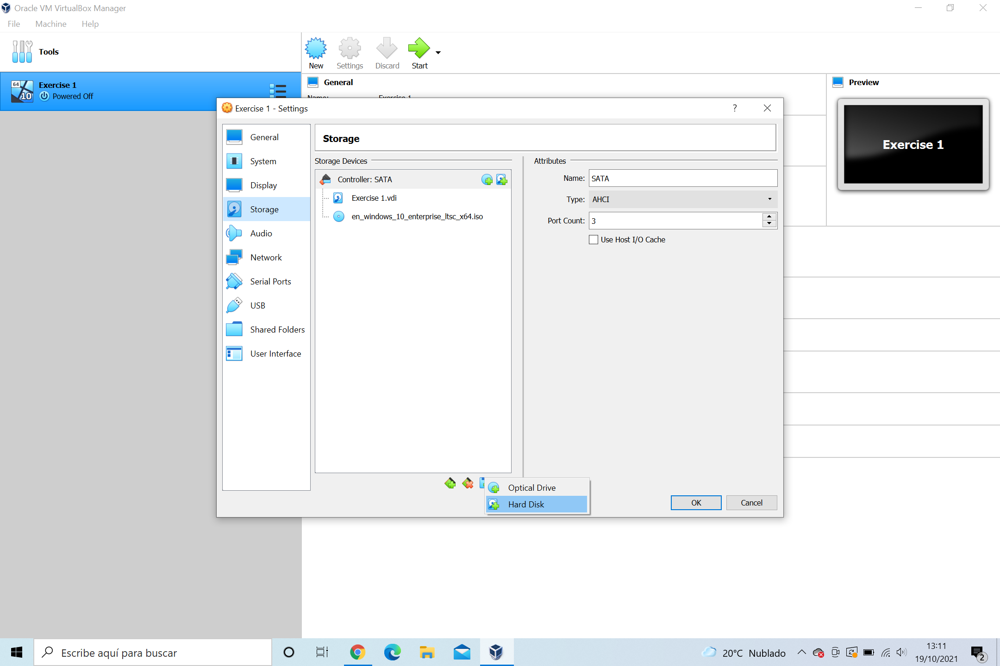 Oracle VM VirtualBox Manager
File Machine Help
Tools
New Settings Discard Start
64
10
Exercise 1
Powered Off
General
Name: Exercise 1
Preview
Exercise 1
Exercise 1 - Settings
?
General
System
Display
Storage
Audio
Network
Serial Ports
USB
Shared Folders
User Interface
Storage
Storage Devices
Controller: SATA
Exercise 1.vdi
en_windows_10_enterprise_ltsc_x64.iso
Attributes
Name: SATA
Type: AHCI
Port Count: 3
Use Host I/O Cache
Optical Drive
Hard Disk
OK Cancel
Escribe aquí para buscar
20°C Nublado
13:11
19/10/2021
2